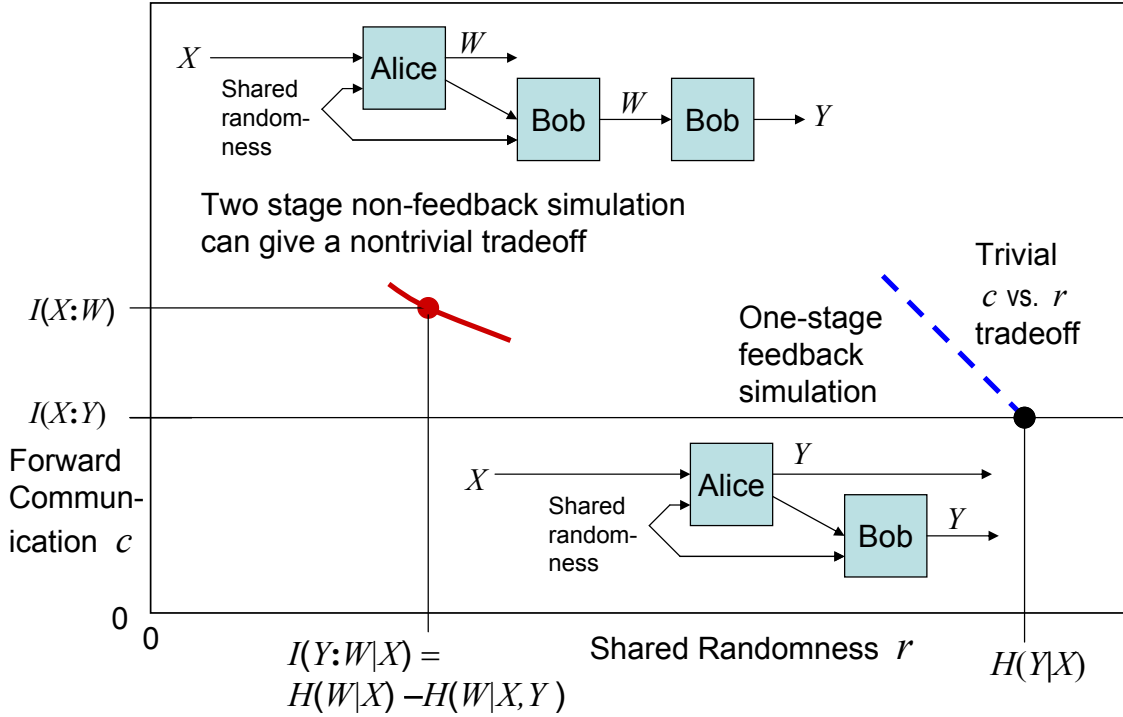 X
Alice
W
Shared
random-
ness
Bob
W
Bob
Y
Two stage non-feedback simulation
can give a nontrivial tradeoff
Trivial
c vs. r
tradeoff
One-stage
feedback
simulation
I(X:W)
I(X:Y)
Forward
Commun-
ication c
X
Alice
Y
Shared
random-
ness
Bob
Y
0
0
I(Y:W|X) =
H(W|X) –H(W|X,Y)
Shared Randomness r
H(Y|X)